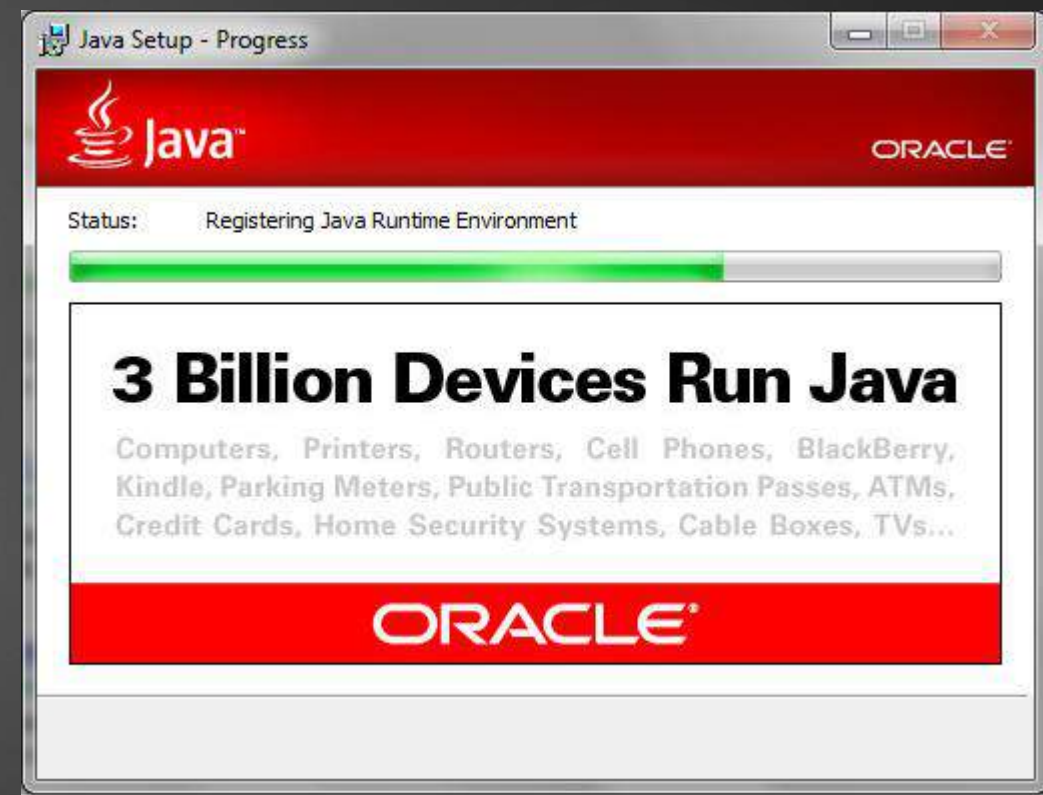 Java Setup - Progress
Java™
ORACLE®
Status: Registering Java Runtime Environment
3 Billion Devices Run Java
Computers, Printers, Routers, Cell Phones, BlackBerry,
Kindle, Parking Meters, Public Transportation Passes, ATMs,
Credit Cards, Home Security Systems, Cable Boxes, TVs...
ORACLE®